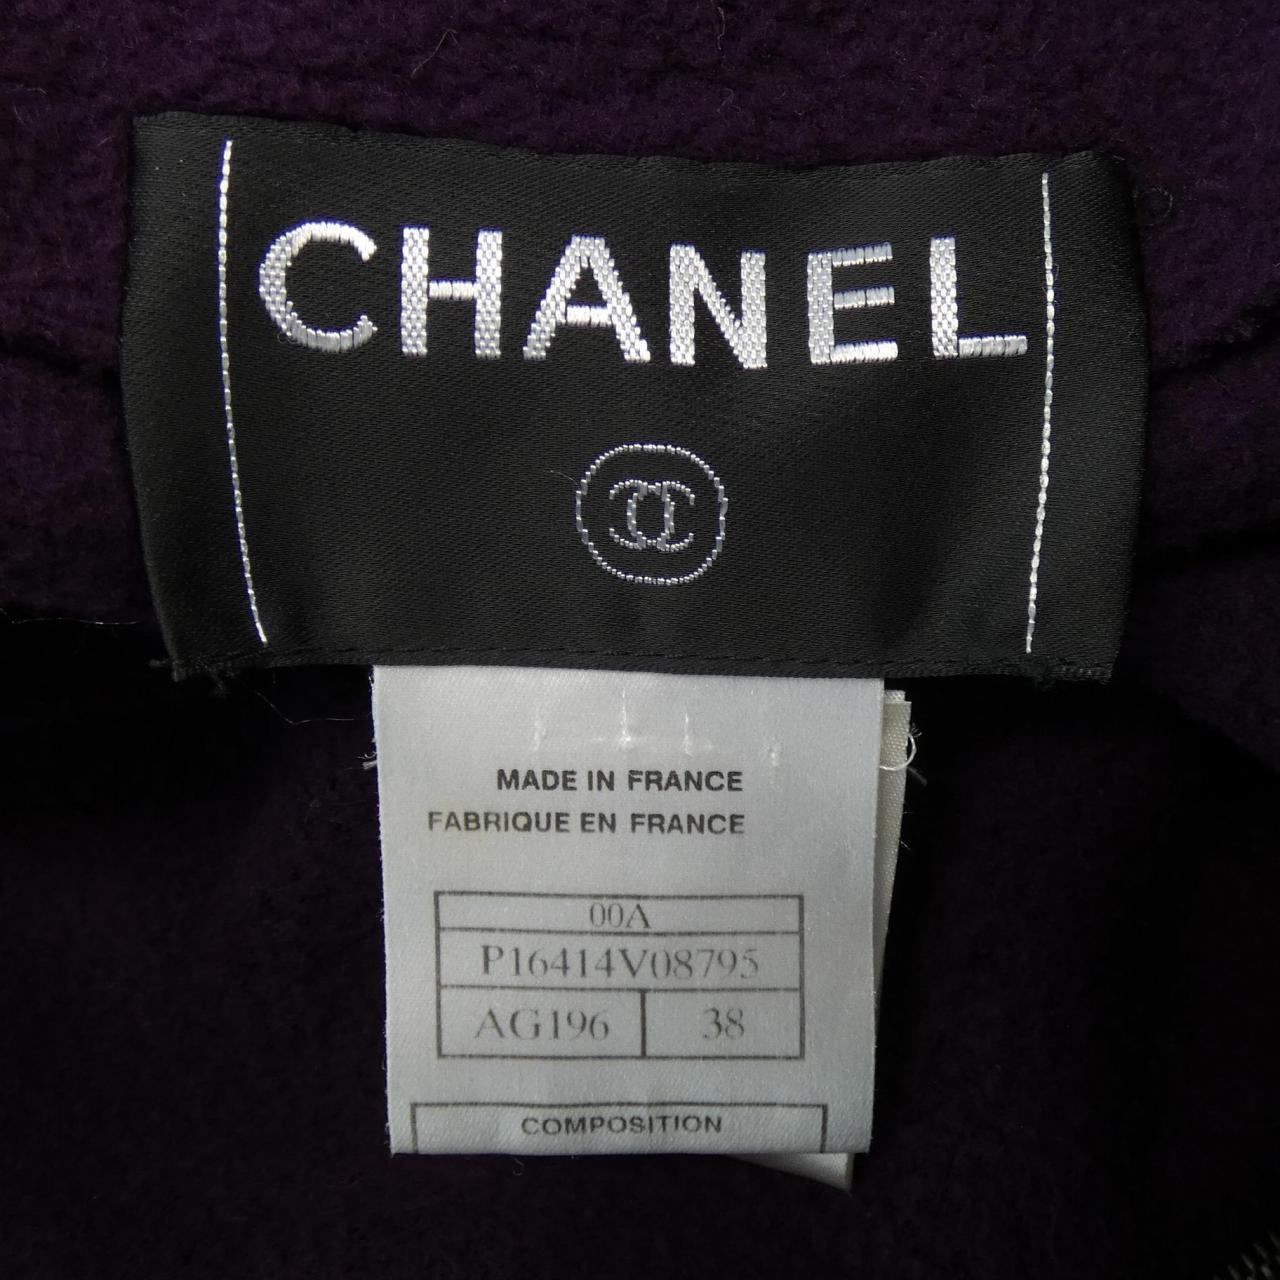 CHANEL
MADE IN FRANCE
FABRIQUE EN FRANCE
00A
P16414V08795
AG196 38
COMPOSITION